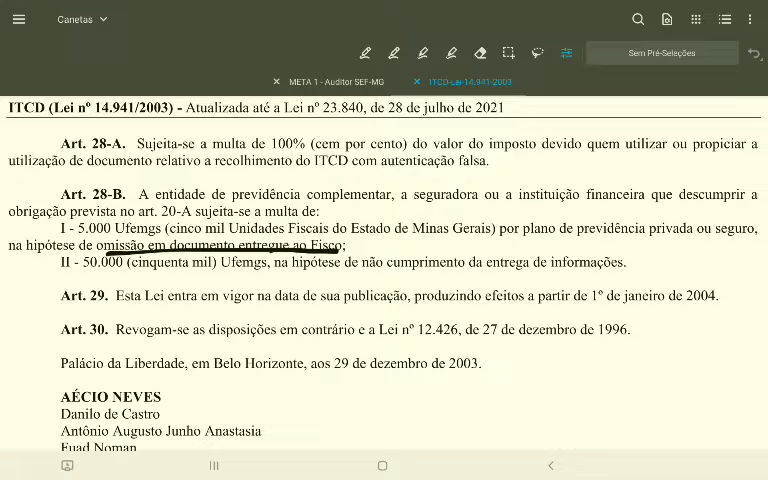 Canetas
Sem Pré-Seleções
META 1 - Auditor SEF-MG
ITCD-Lei-14.941-2003
ITCD (Lei nº 14.941/2003) - Atualizada até a Lei nº 23.840, de 28 de julho de 2021
Art. 28-A. Sujeita-se a multa de 100% (cem por cento) do valor do imposto devido quem utilizar ou propiciar a
utilização de documento relativo a recolhimento do ITCD com autenticação falsa.
Art. 28-B. A entidade de previdência complementar, a seguradora ou a instituição financeira que descumprir a
obrigação prevista no art. 20-A sujeita-se a multa de:
I - 5.000 Ufemgs (cinco mil Unidades Fiscais do Estado de Minas Gerais) por plano de previdência privada ou seguro,
na hipótese de omissão em documento entregue ao Fisco;
II - 50.000 (cinquenta mil) Ufemgs, na hipótese de não cumprimento da entrega de informações.
Art. 29. Esta Lei entra em vigor na data de sua publicação, produzindo efeitos a partir de 1º de janeiro de 2004.
Art. 30. Revogam-se as disposições em contrário e a Lei nº 12.426, de 27 de dezembro de 1996.
Palácio da Liberdade, em Belo Horizonte, aos 29 de dezembro de 2003.
AÉCIO NEVES
Danilo de Castro
Antônio Augusto Junho Anastasia
Fuad Noman